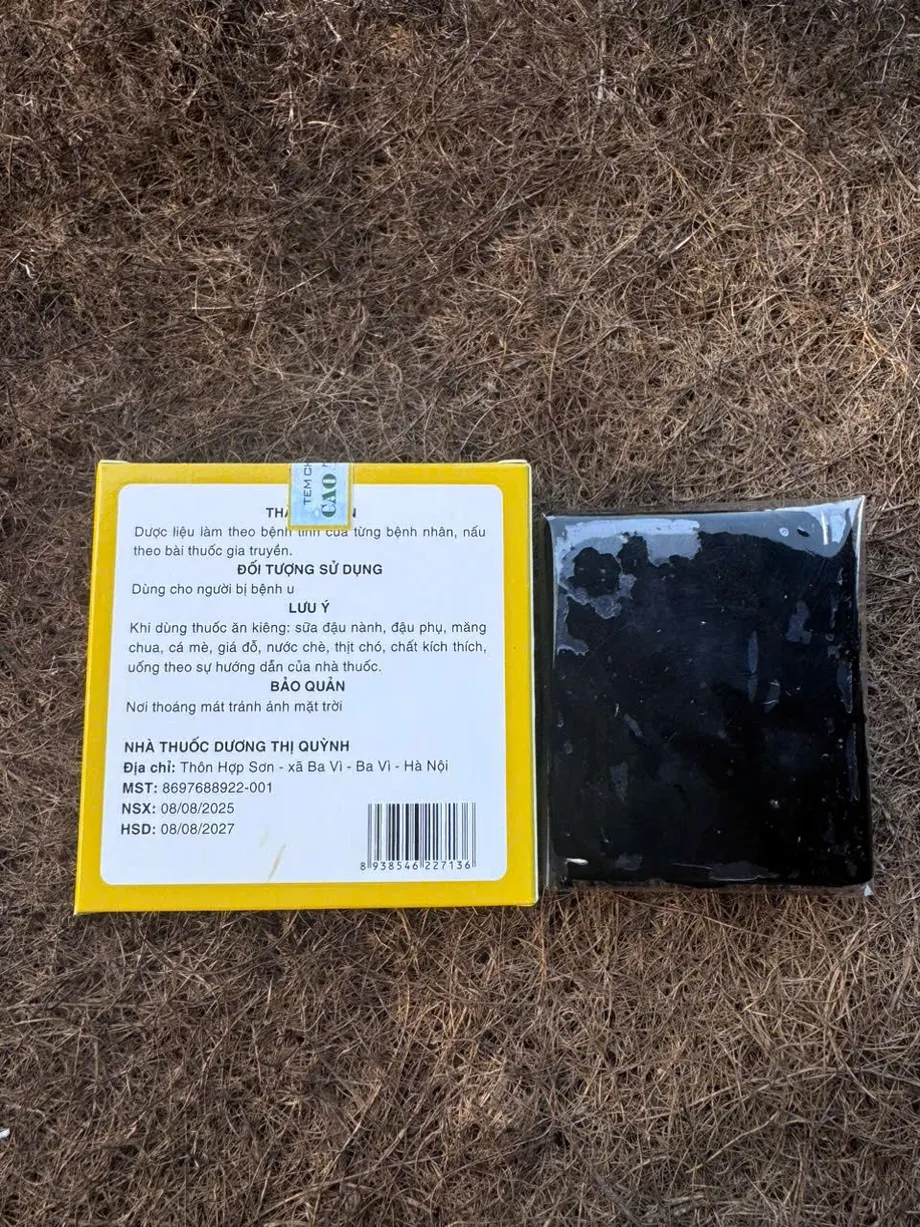 TEM CH
CAO
Dược liệu làm theo bệnh tình của từng bệnh nhân, nấu
theo bài thuốc gia truyền.
ĐỐI TƯỢNG SỬ DỤNG
Dùng cho người bị bệnh u
LƯU Ý
Khi dùng thuốc ăn kiêng: sữa đậu nành, đậu phụ, măng
chua, cá mè, giá đỗ, nước chè, thịt chó, chất kích thích,
uống theo sự hướng dẫn của nhà thuốc.
BẢO QUẢN
Nơi thoáng mát tránh ánh mặt trời
NHÀ THUỐC DƯƠNG THỊ QUỲNH
Địa chỉ: Thôn Hợp Sơn - xã Ba Vì - Ba Vì - Hà Nội
MST: 8697688922-001
NSX: 08/08/2025
HSD: 08/08/2027
8 938546 227136